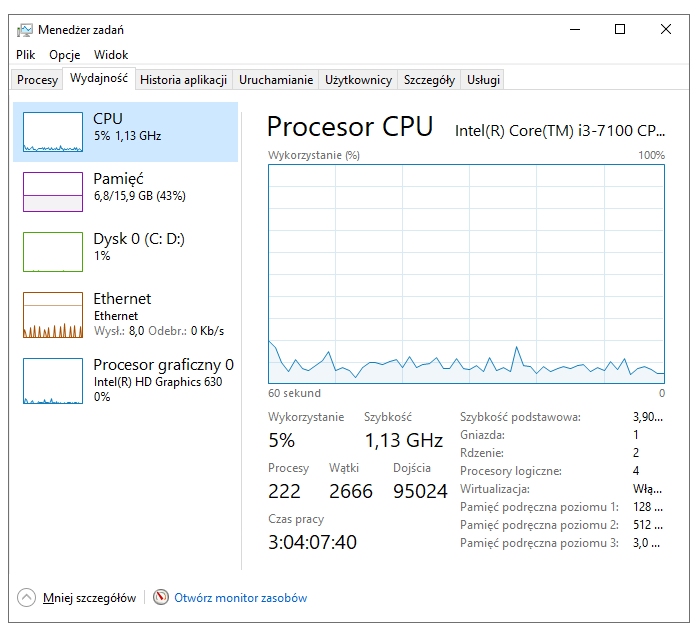 Menedżer zadań
Plik Opcje Widok
Procesy Wydajność Historia aplikacji Uruchamianie Użytkownicy Szczegóły Usługi
CPU
5% 1,13 GHz
Pamięć
6,8/15,9 GB (43%)
Dysk 0 (C: D:)
1%
Ethernet
Ethernet
Wysł.: 8,0 Odebr.: 0 Kb/s
Procesor graficzny 0
Intel(R) HD Graphics 630
0%
Procesor CPU Intel(R) Core(TM) i3-7100 CP...
Wykorzystanie (%) 100%
60 sekund 0
Wykorzystanie Szybkość
5% 1,13 GHz
Procesy Wątki Dojścia
222 2666 95024
Czas pracy
3:04:07:40
Szybkość podstawowa: 3,90...
Gniazda: 1
Rdzenie: 2
Procesory logiczne: 4
Wirtualizacja: Włą...
Pamięć podręczna poziomu 1: 128 ...
Pamięć podręczna poziomu 2: 512 ...
Pamięć podręczna poziomu 3: 3,0 ...
Mniej szczegółów Otwórz monitor zasobów